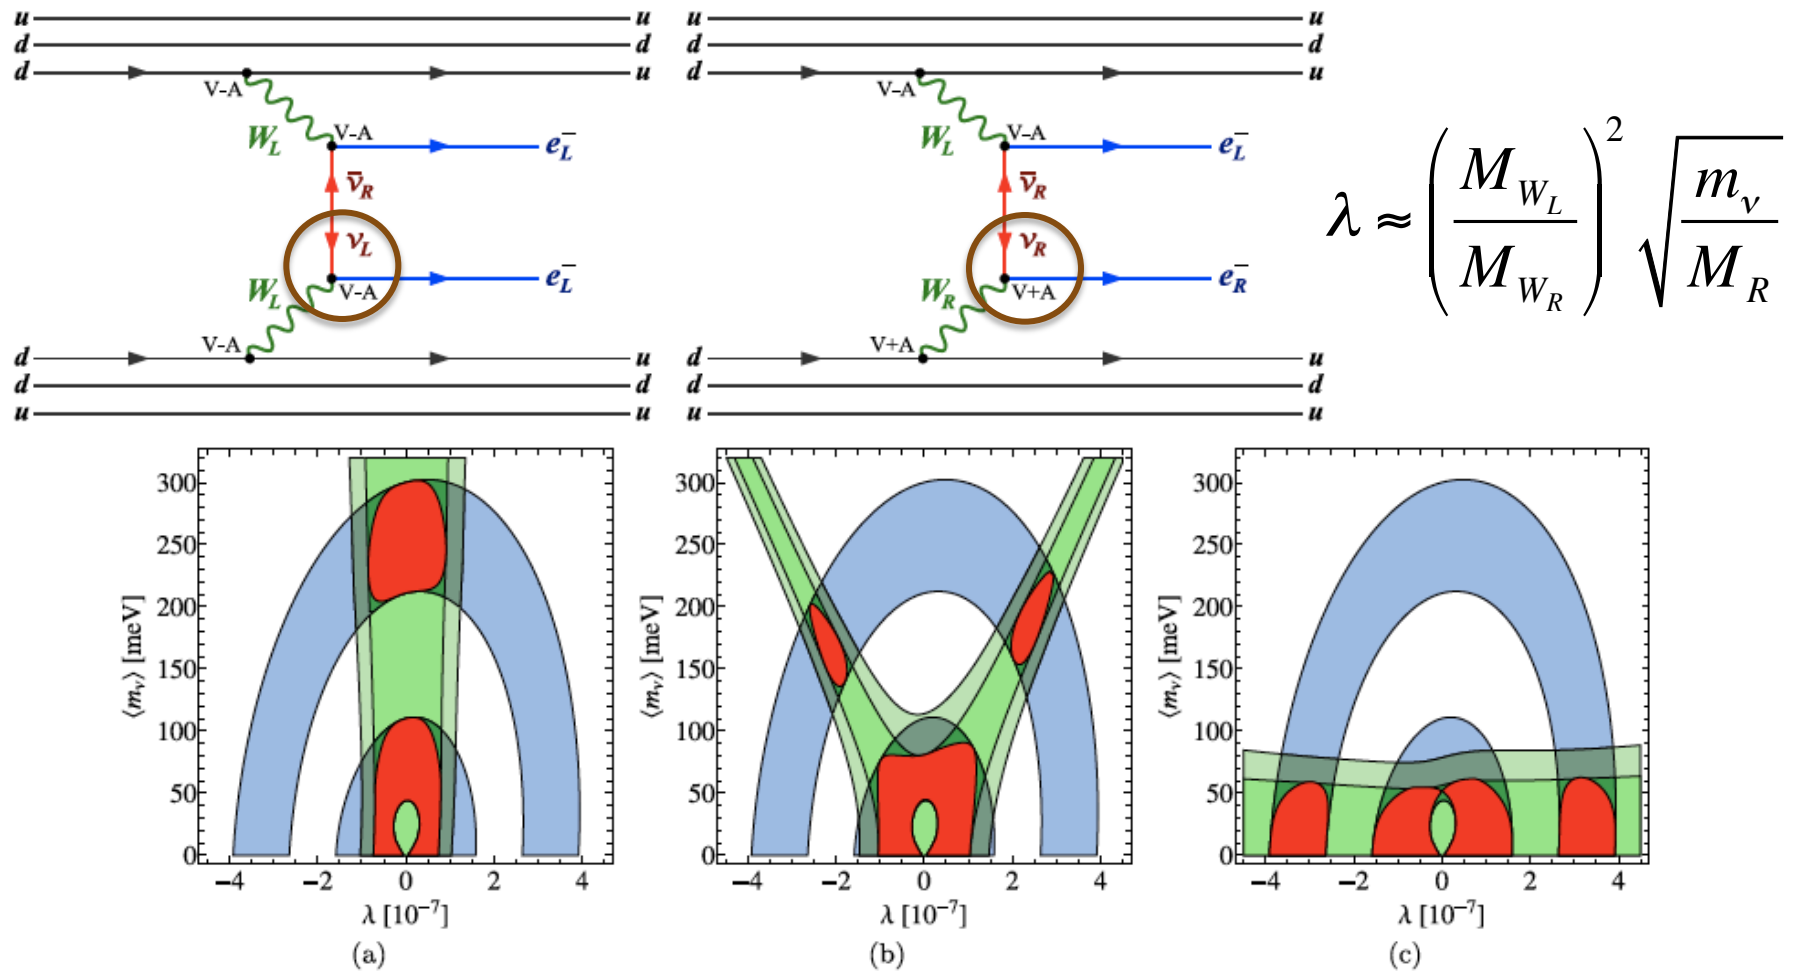 u u u u
d d d d
d u d u
V-A V-A
W_L V-A e_L^- W_L V-A e_L^-
ν̄_R ν̄_R
ν_L ν_R
W_L V-A e_L^- W_R V+A e_R^-
V-A V+A
d u d u
d d d d
u u u u
λ ≈ (M_{W_L} / M_{W_R})^2 √(m_ν / M_R)
⟨m_ν⟩ [meV]
300
250
200
150
100
50
0
−4 −2 0 2 4
λ [10^{−7}]
(a)
⟨m_ν⟩ [meV]
300
250
200
150
100
50
0
−4 −2 0 2 4
λ [10^{−7}]
(b)
⟨m_ν⟩ [meV]
300
250
200
150
100
50
0
−4 −2 0 2 4
λ [10^{−7}]
(c)